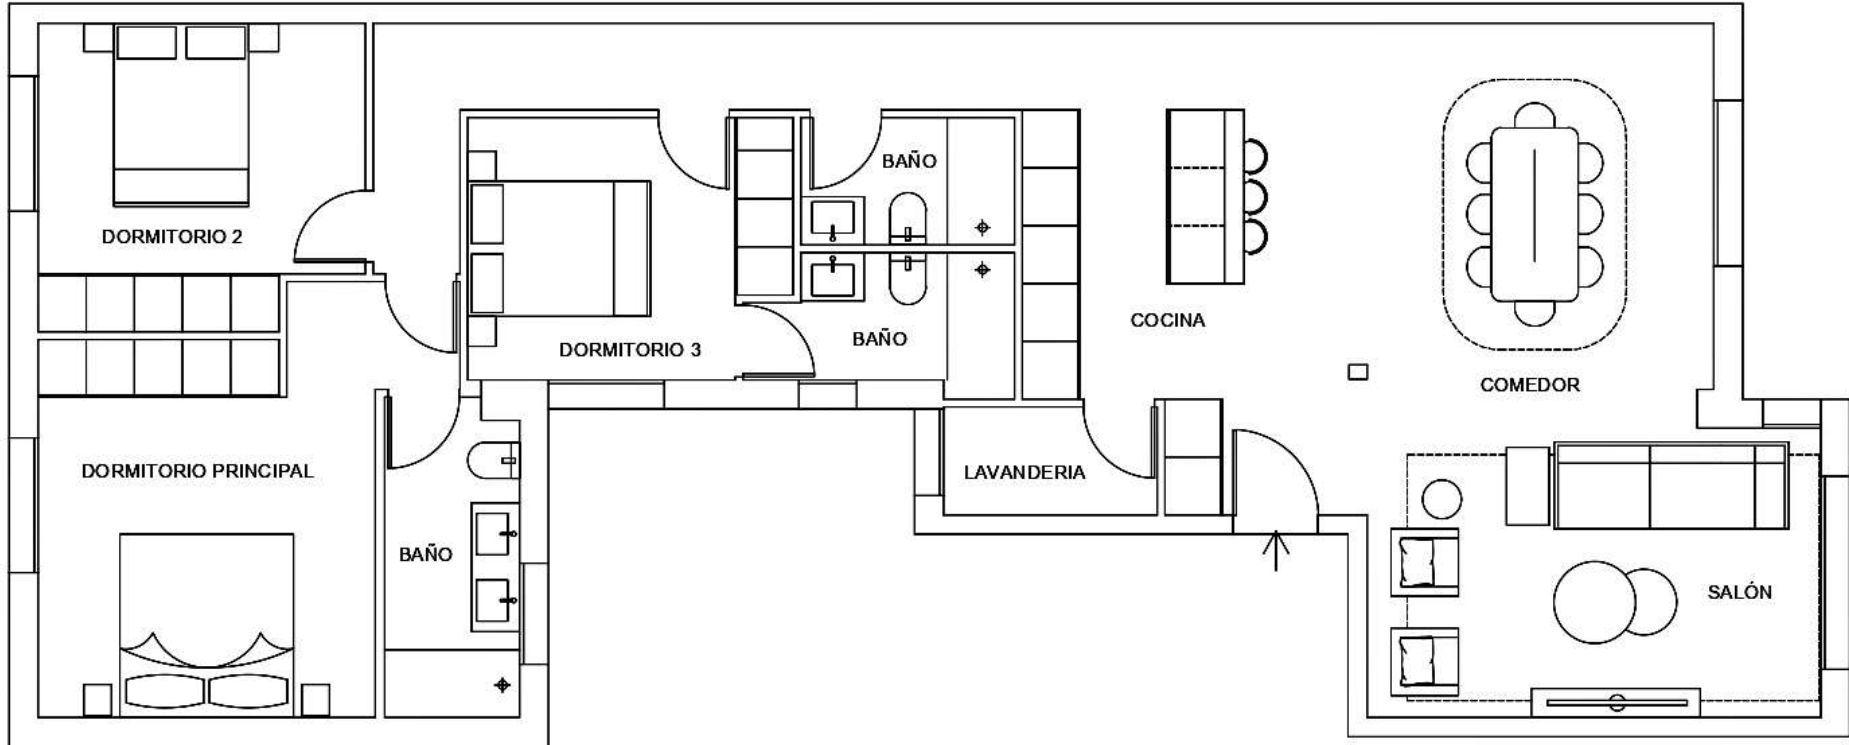 BAÑO
DORMITORIO 2
COCINA
BAÑO
DORMITORIO 3
COMEDOR
DORMITORIO PRINCIPAL
LAVANDERIA
BAÑO
SALÓN